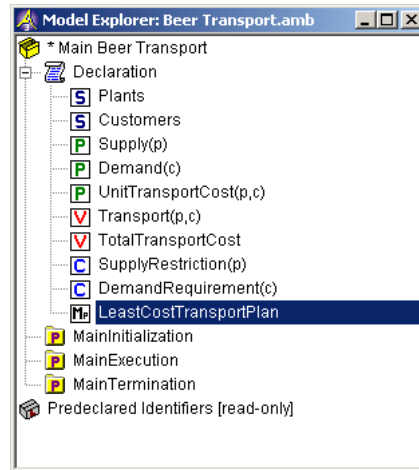 Model Explorer: Beer Transport.amb
* Main Beer Transport
Declaration
S Plants
S Customers
P Supply(p)
P Demand(c)
P UnitTransportCost(p,c)
V Transport(p,c)
V TotalTransportCost
C SupplyRestriction(p)
C DemandRequirement(c)
MP LeastCostTransportPlan
P MainInitialization
P MainExecution
P MainTermination
Predeclared Identifiers [read-only]